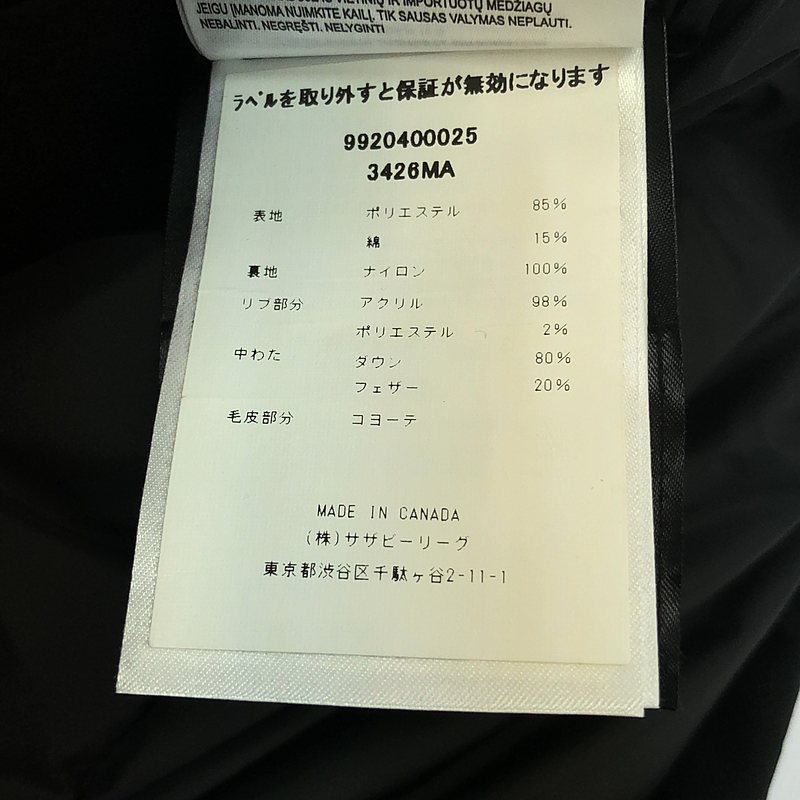 JEIGU ĮMANOMA NUIMKITE KAILĮ. TIK SAUSAS VALYMAS NEPLAUTI.
NEBALINTI. NEGRĘŠTI. NELYGINTI
ラベルを取り外すと保証が無効になります
9920400025
3426MA
表地 ポリエステル 85%
綿 15%
裏地 ナイロン 100%
リブ部分 アクリル 98%
ポリエステル 2%
中わた ダウン 80%
フェザー 20%
毛皮部分 コヨーテ
MADE IN CANADA
(株)サザビーリーグ
東京都渋谷区千駄ヶ谷2-11-1